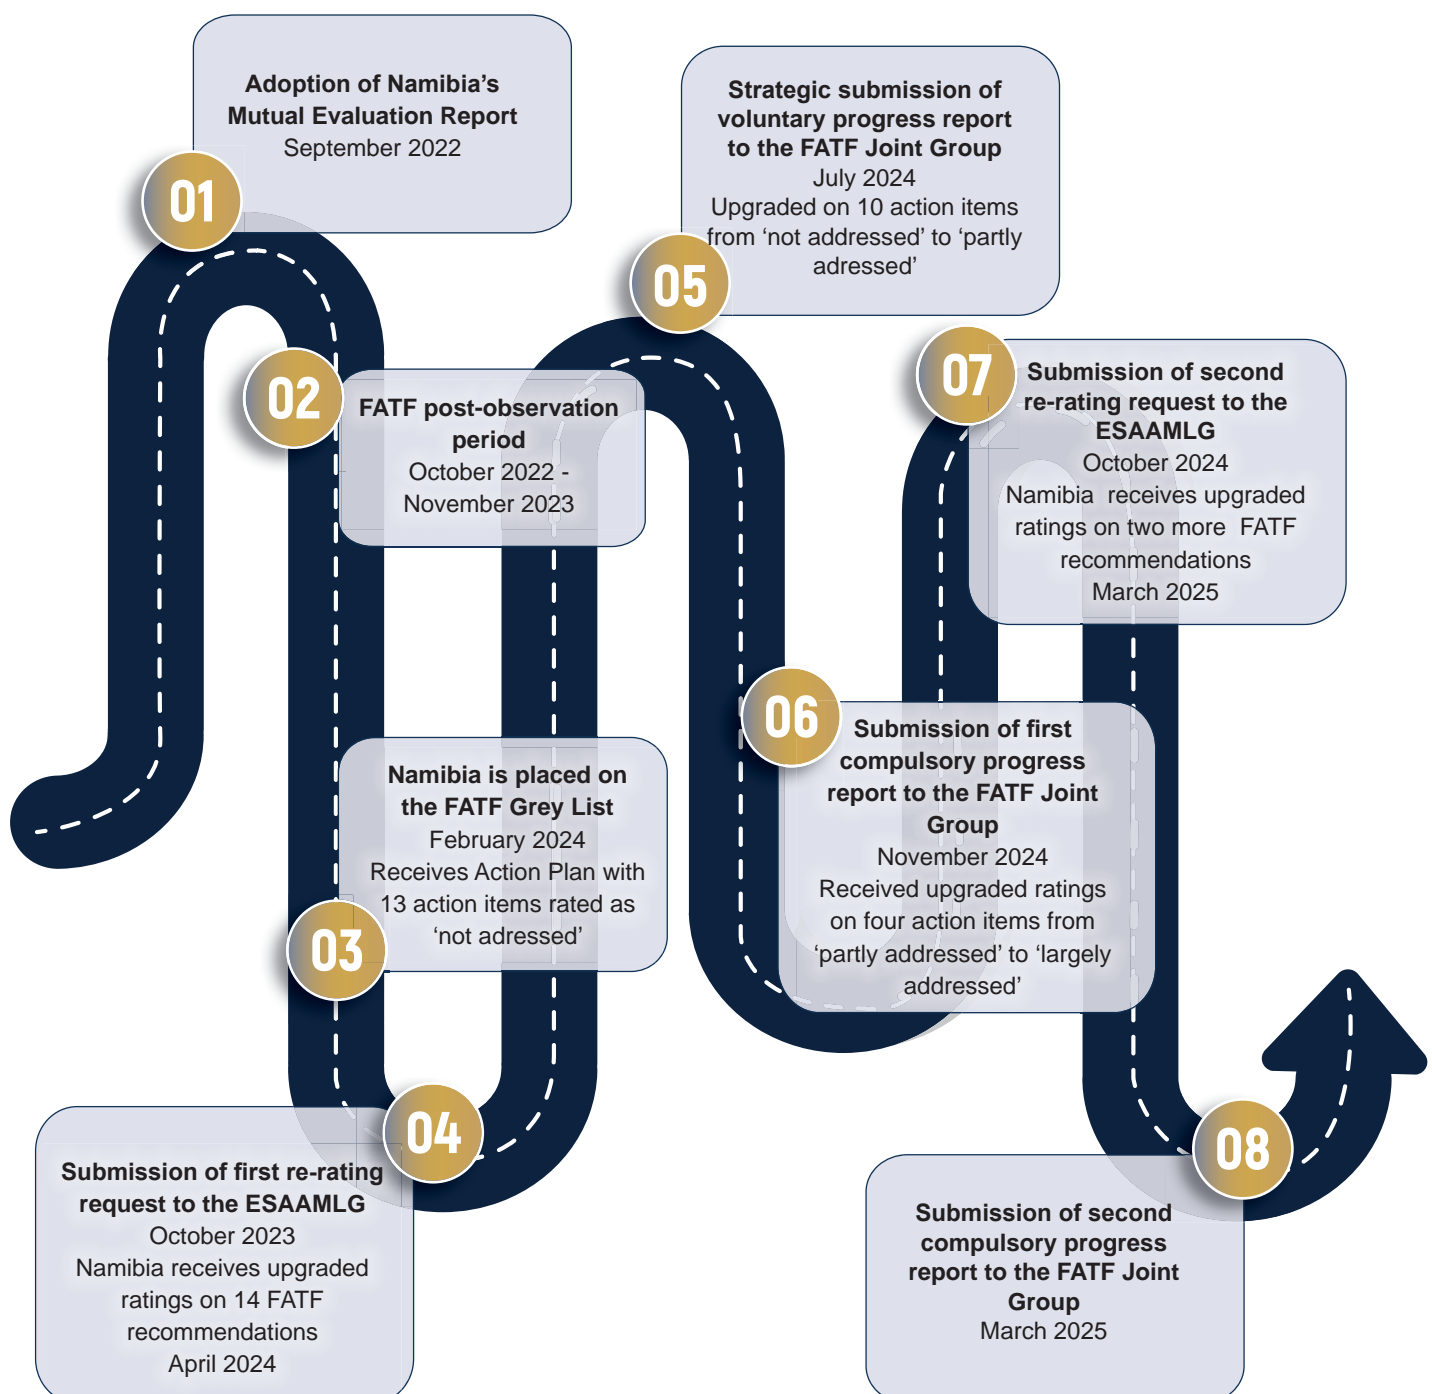 01
Adoption of Namibia’s
Mutual Evaluation Report
September 2022
02
FATF post-observation
period
October 2022 -
November 2023
03
Namibia is placed on
the FATF Grey List
February 2024
Receives Action Plan with
13 action items rated as
‘not adressed’
04
Submission of first re-rating
request to the ESAAMLG
October 2023
Namibia receives upgraded
ratings on 14 FATF
recommendations
April 2024
05
Strategic submission of
voluntary progress report
to the FATF Joint Group
July 2024
Upgraded on 10 action items
from ‘not addressed’ to ‘partly
adressed’
06
Submission of first
compulsory progress
report to the FATF Joint
Group
November 2024
Received upgraded ratings
on four action items from
‘partly addressed’ to ‘largely
addressed’
07
Submission of second
re-rating request to the
ESAAMLG
October 2024
Namibia receives upgraded
ratings on two more FATF
recommendations
March 2025
08
Submission of second
compulsory progress
report to the FATF Joint
Group
March 2025